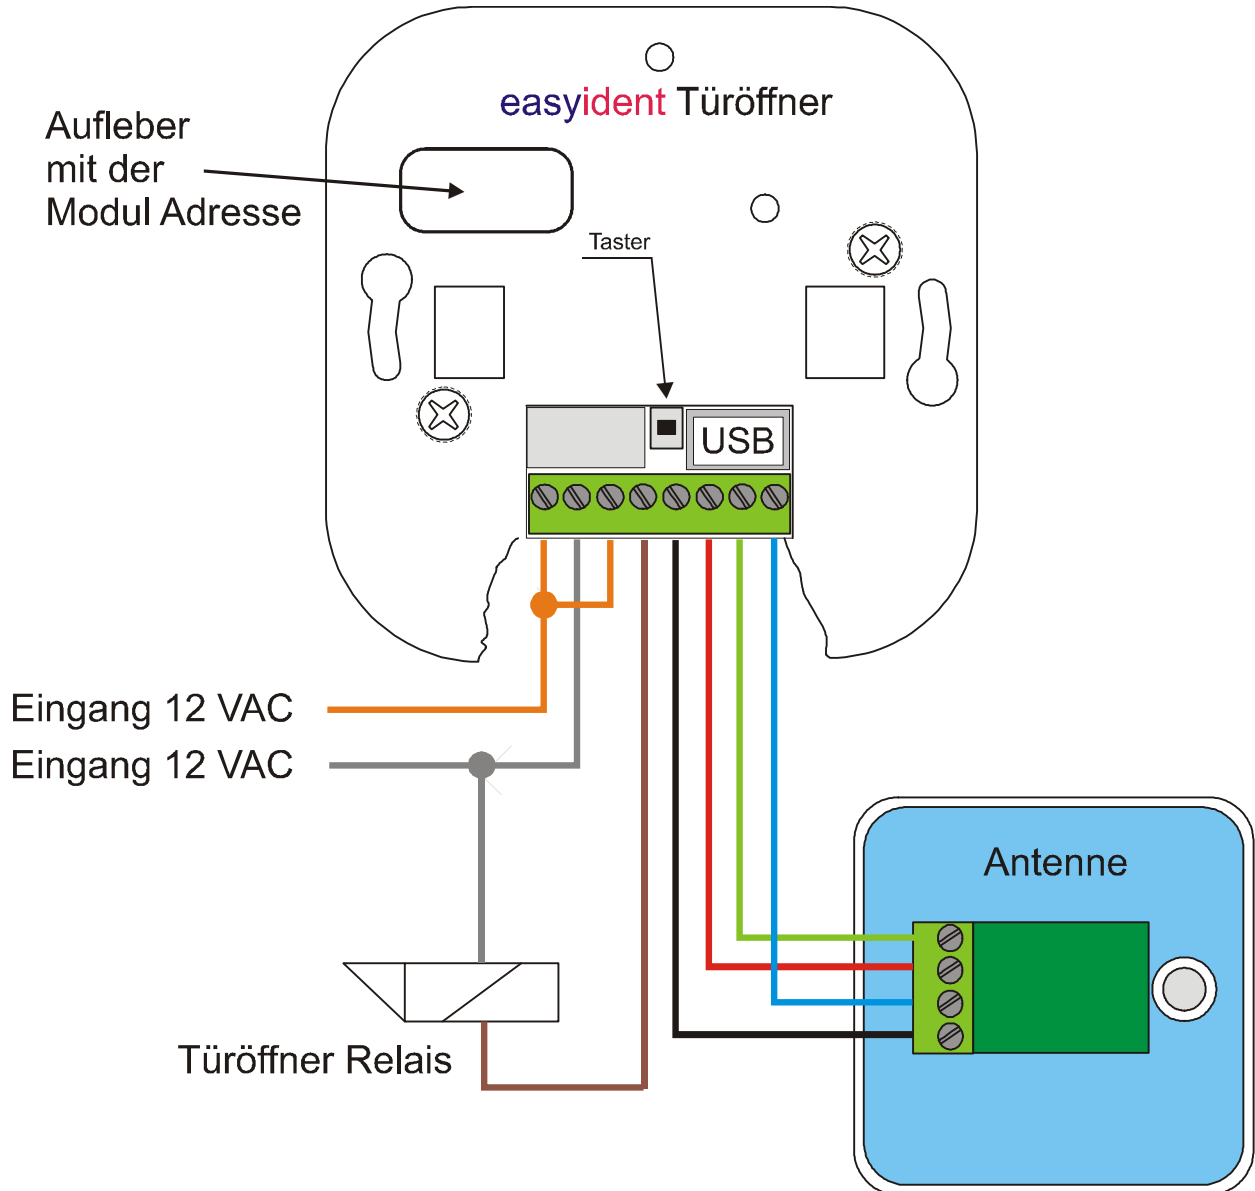 easyident Türöffner
Aufleber
mit der
Modul Adresse
Taster
USB
Eingang 12 VAC
Eingang 12 VAC
Antenne
Türöffner Relais